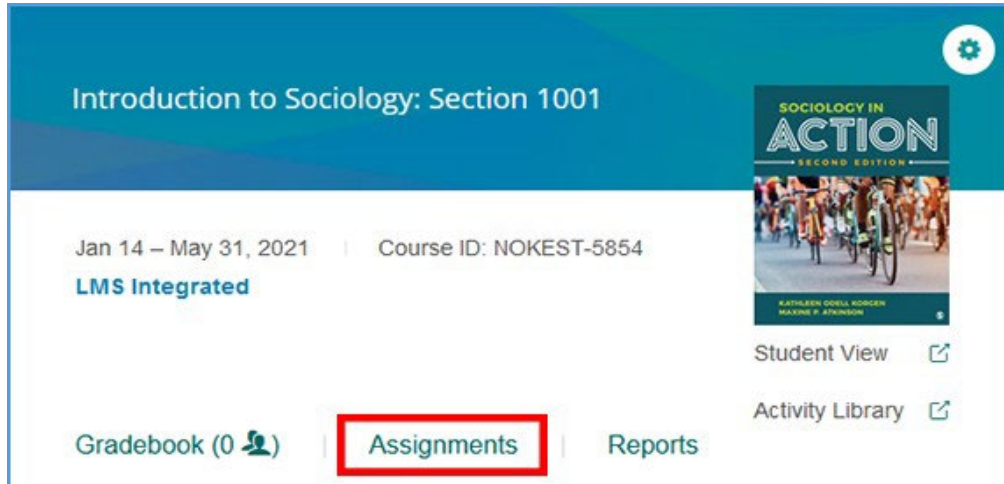 Introduction to Sociology: Section 1001
SOCIOLOGY IN
ACTION
SECOND EDITION
Jan 14 – May 31, 2021
Course ID: NOKEST-5854
LMS Integrated
KATHLEEN ODELL KORGEN
MAXINE P. ATKINSON
Student View
Activity Library
Gradebook (0 )
Assignments
Reports